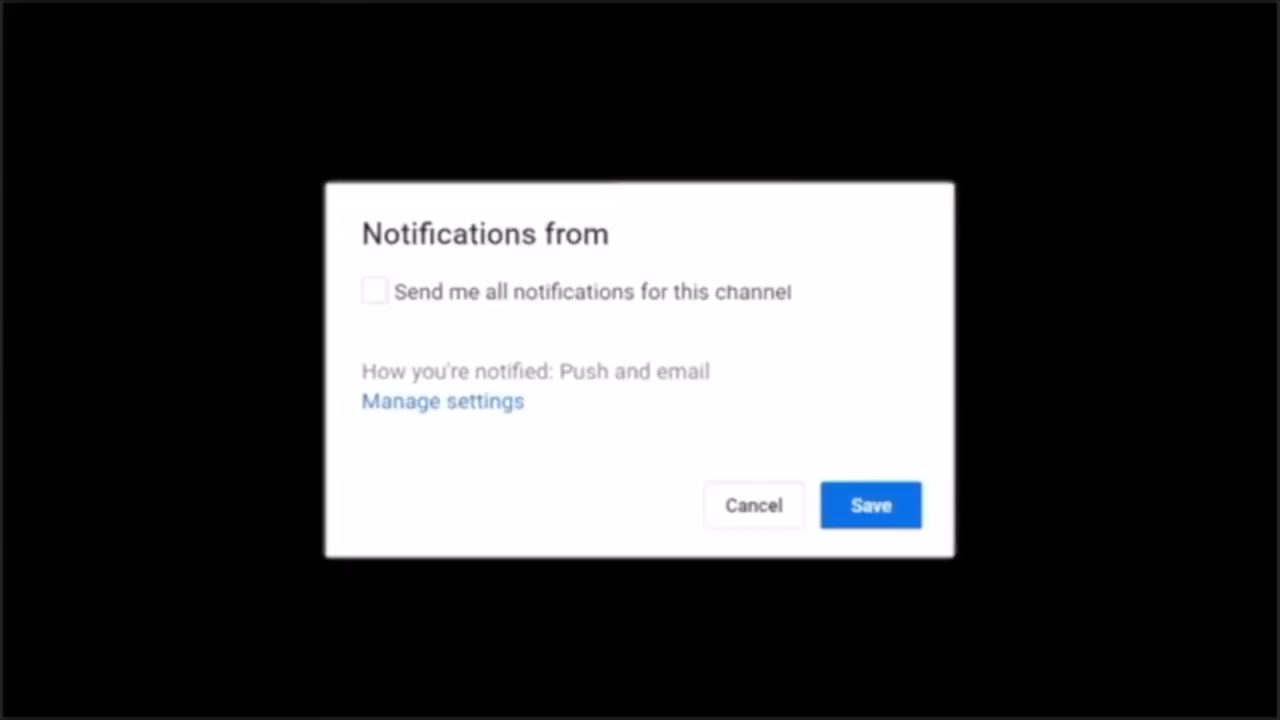 Notifications from
Send me all notifications for this channel
How you're notified: Push and email
Manage settings
Cancel
Save